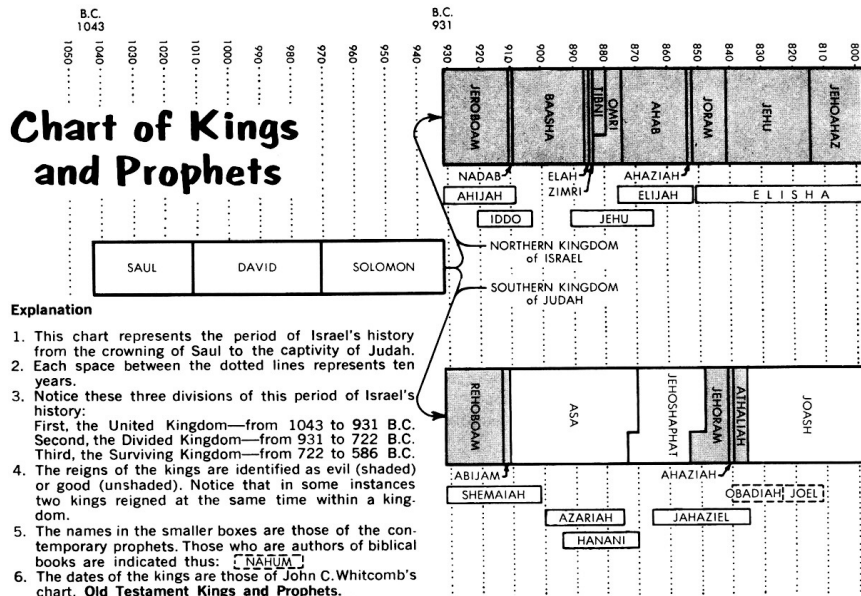 B.C.
1043
B.C.
931
1050
1040
1030
1020
1010
1000
990
980
970
960
950
940
930
920
910
900
890
880
870
860
850
840
830
820
810
800
Chart of Kings
and Prophets
JEROBOAM
BAASHA
TIBNI
OMRI
AHAB
JORAM
JEHU
JEHOAHAZ
NADAB
ELAH
ZIMRI
AHAZIAH
AHIJAH
ELIJAH
ELISHA
IDDO
JEHU
NORTHERN KINGDOM
of ISRAEL
SAUL
DAVID
SOLOMON
SOUTHERN KINGDOM
of JUDAH
Explanation
1. This chart represents the period of Israel's history
from the crowning of Saul to the captivity of Judah.
2. Each space between the dotted lines represents ten
years.
3. Notice these three divisions of this period of Israel's
history:
First, the United Kingdom—from 1043 to 931 B.C.
Second, the Divided Kingdom—from 931 to 722 B.C.
Third, the Surviving Kingdom—from 722 to 586 B.C.
4. The reigns of the kings are identified as evil (shaded)
or good (unshaded). Notice that in some instances
two kings reigned at the same time within a king-
dom.
5. The names in the smaller boxes are those of the con-
temporary prophets. Those who are authors of biblical
books are indicated thus: NAHUM
6. The dates of the kings are those of John C. Whitcomb's
chart, Old Testament Kings and Prophets.
REHOBOAM
ASA
JEHOSHAPHAT
JEHORAM
ATHALIAH
JOASH
ABIJAM
AHAZIAH
SHEMAIAH
OBADIAH
JOEL
AZARIAH
JAHAZIEL
HANANI